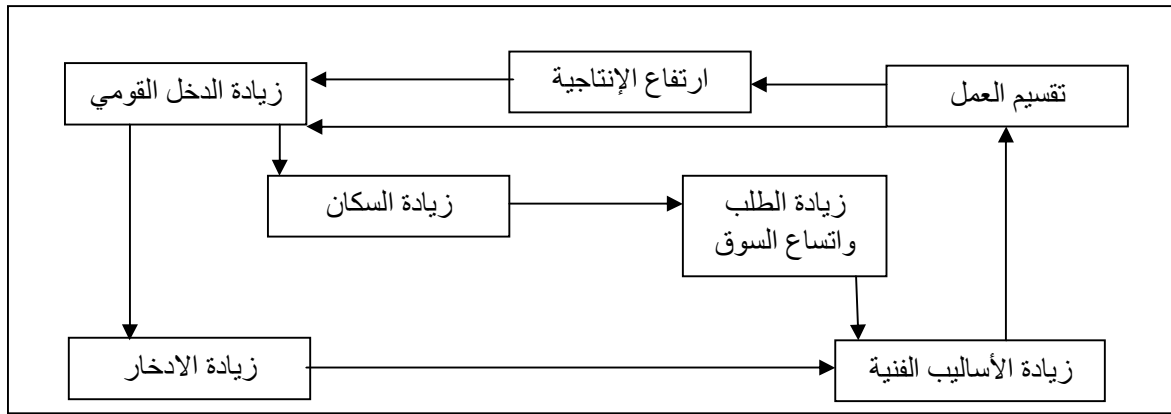 تقسيم العمل
ارتفاع الإنتاجية
زيادة الدخل القومي
زيادة السكان
زيادة الطلب
واتساع السوق
زيادة الادخار
زيادة الأساليب الفنية